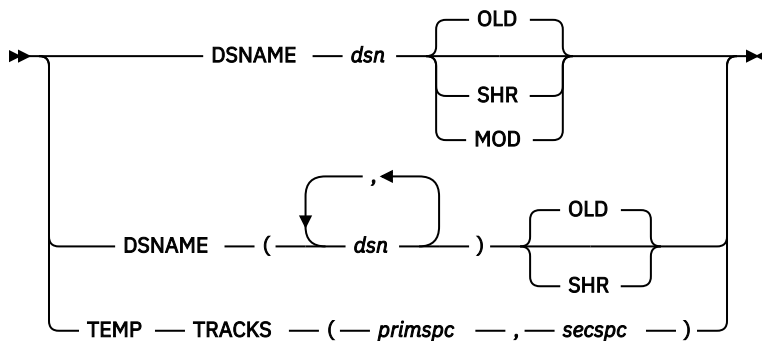 OLD
DSNAME dsn
SHR
MOD
,
OLD
DSNAME ( dsn )
SHR
TEMP TRACKS ( primspc , secspc )